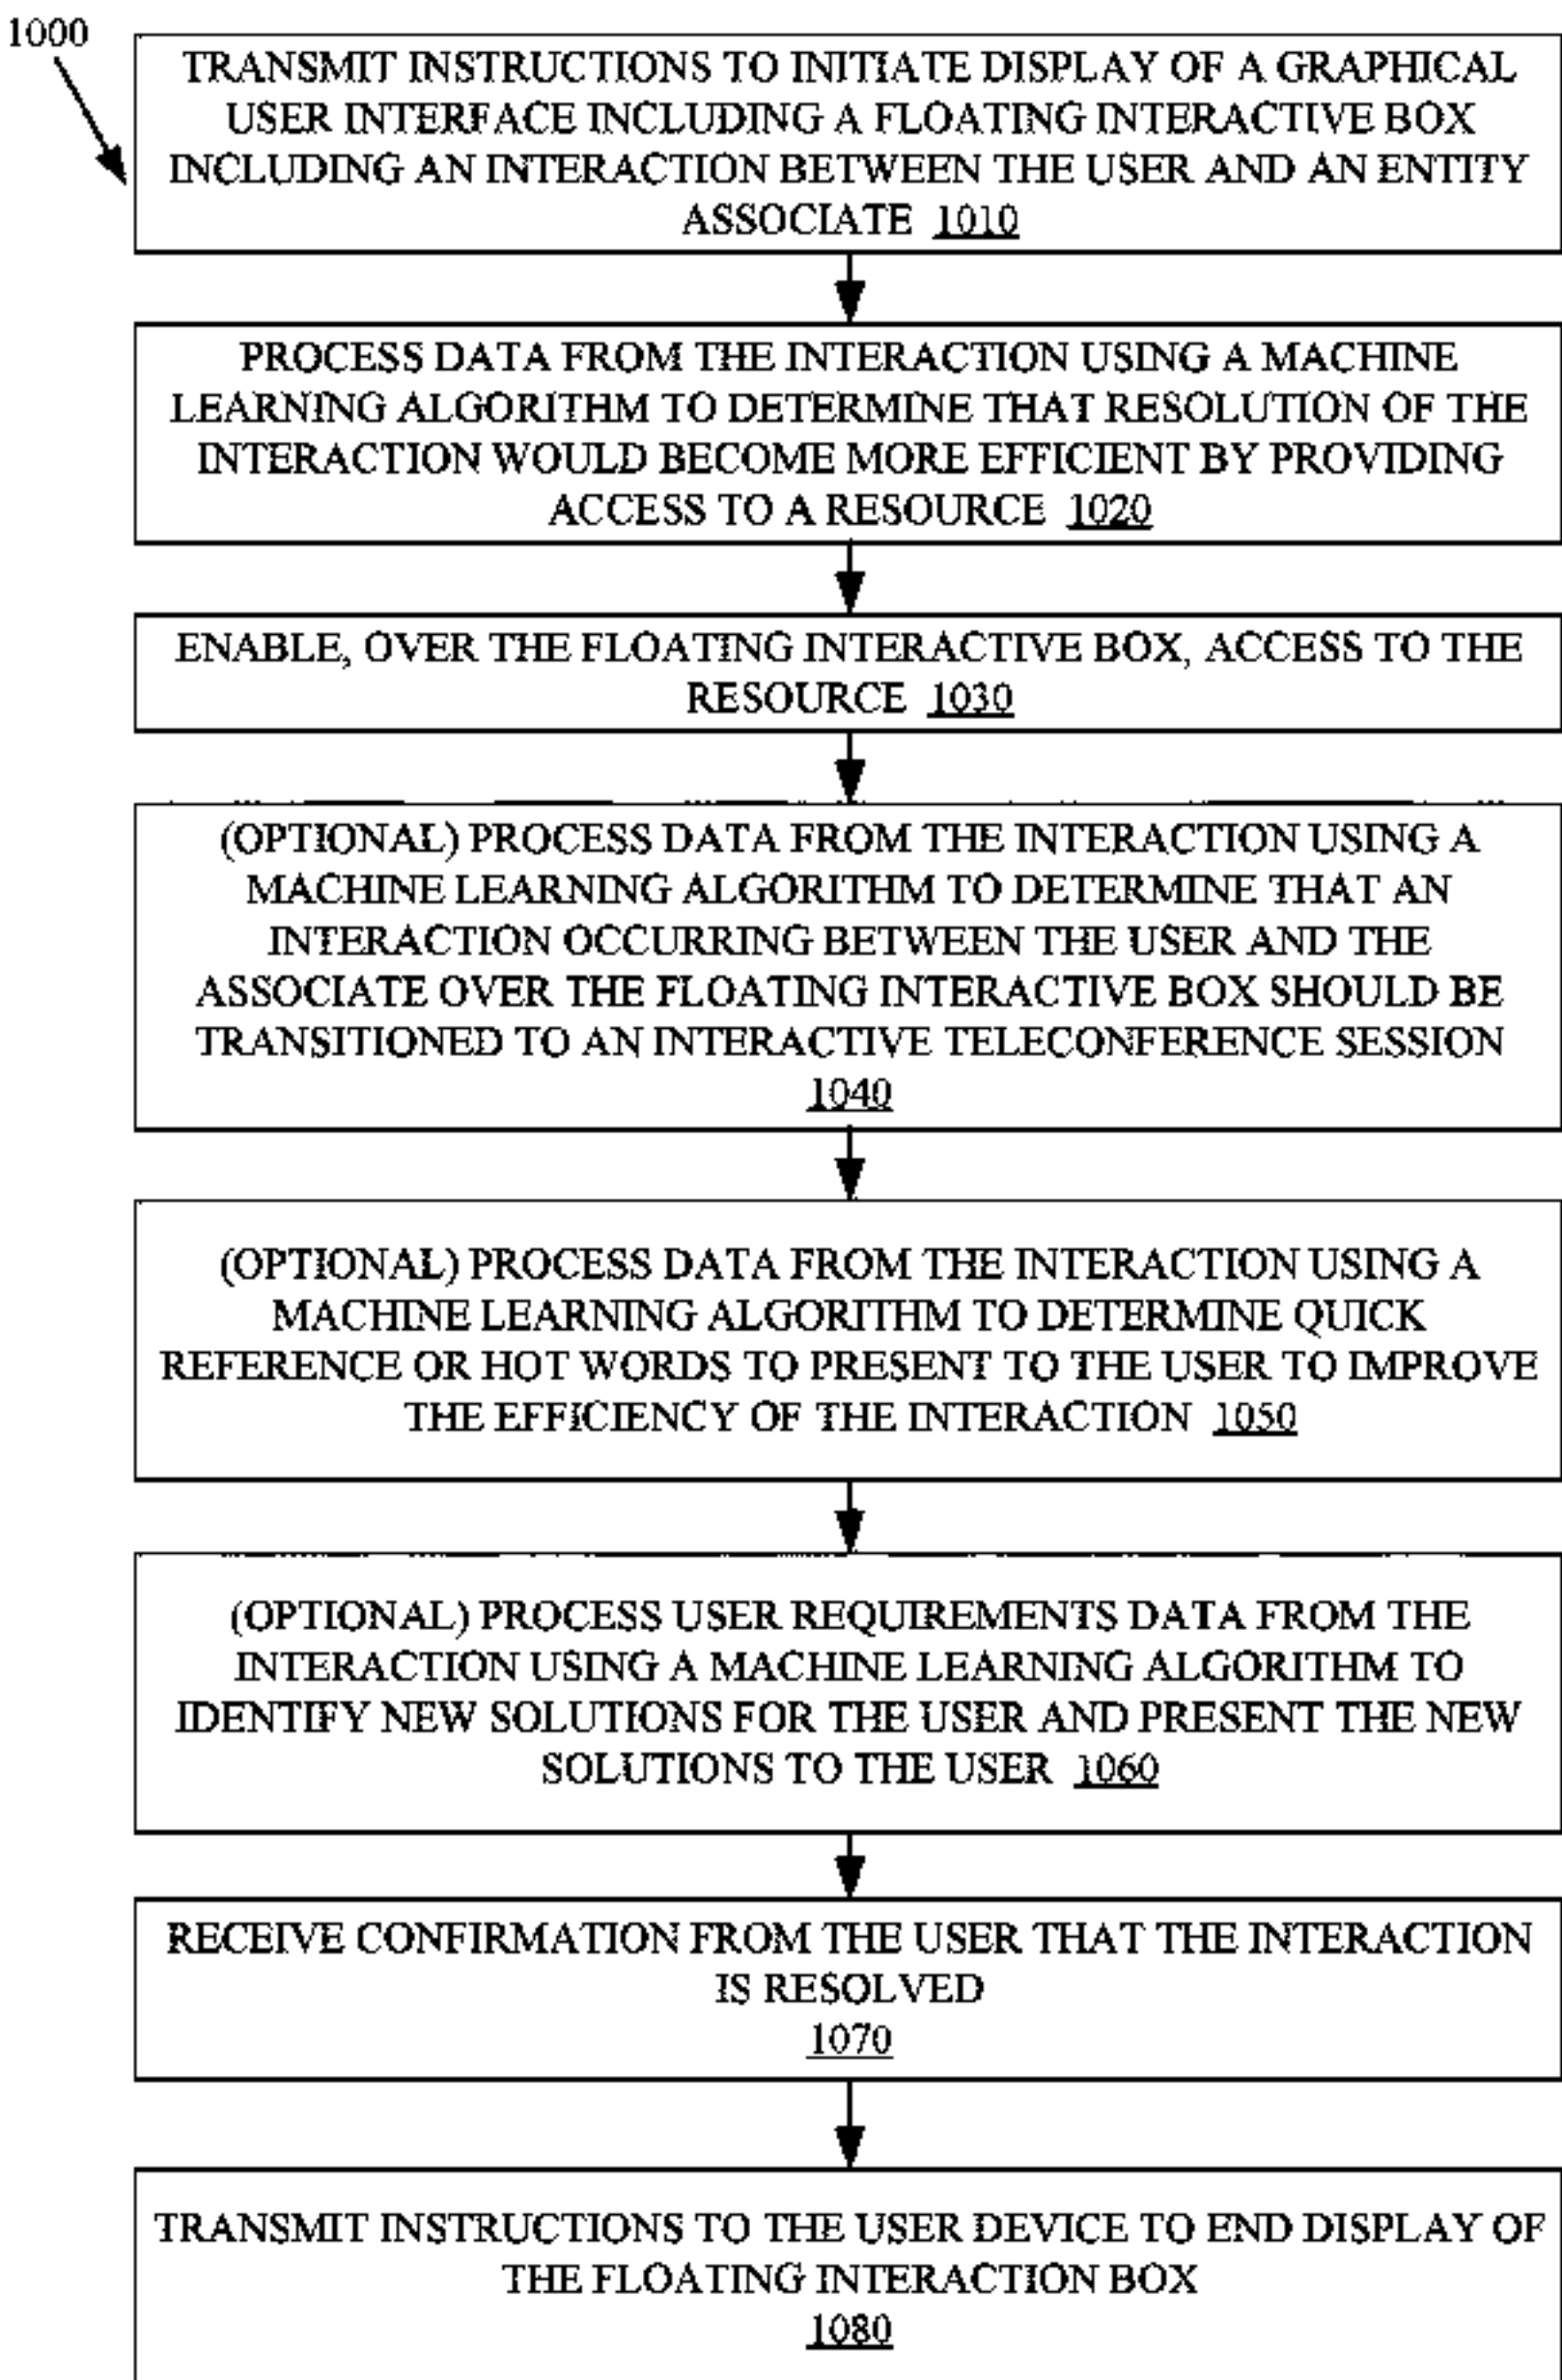 1000
TRANSMIT INSTRUCTIONS TO INITIATE DISPLAY OF A GRAPHICAL
USER INTERFACE INCLUDING A FLOATING INTERACTIVE BOX
INCLUDING AN INTERACTION BETWEEN THE USER AND AN ENTITY
ASSOCIATE 1010
PROCESS DATA FROM THE INTERACTION USING A MACHINE
LEARNING ALGORITHM TO DETERMINE THAT RESOLUTION OF THE
INTERACTION WOULD BECOME MORE EFFICIENT BY PROVIDING
ACCESS TO A RESOURCE 1020
ENABLE, OVER THE FLOATING INTERACTIVE BOX, ACCESS TO THE
RESOURCE 1030
(OPTIONAL) PROCESS DATA FROM THE INTERACTION USING A
MACHINE LEARNING ALGORITHM TO DETERMINE THAT AN
INTERACTION OCCURRING BETWEEN THE USER AND THE
ASSOCIATE OVER THE FLOATING INTERACTIVE BOX SHOULD BE
TRANSITIONED TO AN INTERACTIVE TELECONFERENCE SESSION
1040
(OPTIONAL) PROCESS DATA FROM THE INTERACTION USING A
MACHINE LEARNING ALGORITHM TO DETERMINE QUICK
REFERENCE OR HOT WORDS TO PRESENT TO THE USER TO IMPROVE
THE EFFICIENCY OF THE INTERACTION 1050
(OPTIONAL) PROCESS USER REQUIREMENTS DATA FROM THE
INTERACTION USING A MACHINE LEARNING ALGORITHM TO
IDENTIFY NEW SOLUTIONS FOR THE USER AND PRESENT THE NEW
SOLUTIONS TO THE USER 1060
RECEIVE CONFIRMATION FROM THE USER THAT THE INTERACTION
IS RESOLVED
1070
TRANSMIT INSTRUCTIONS TO THE USER DEVICE TO END DISPLAY OF
THE FLOATING INTERACTION BOX
1080